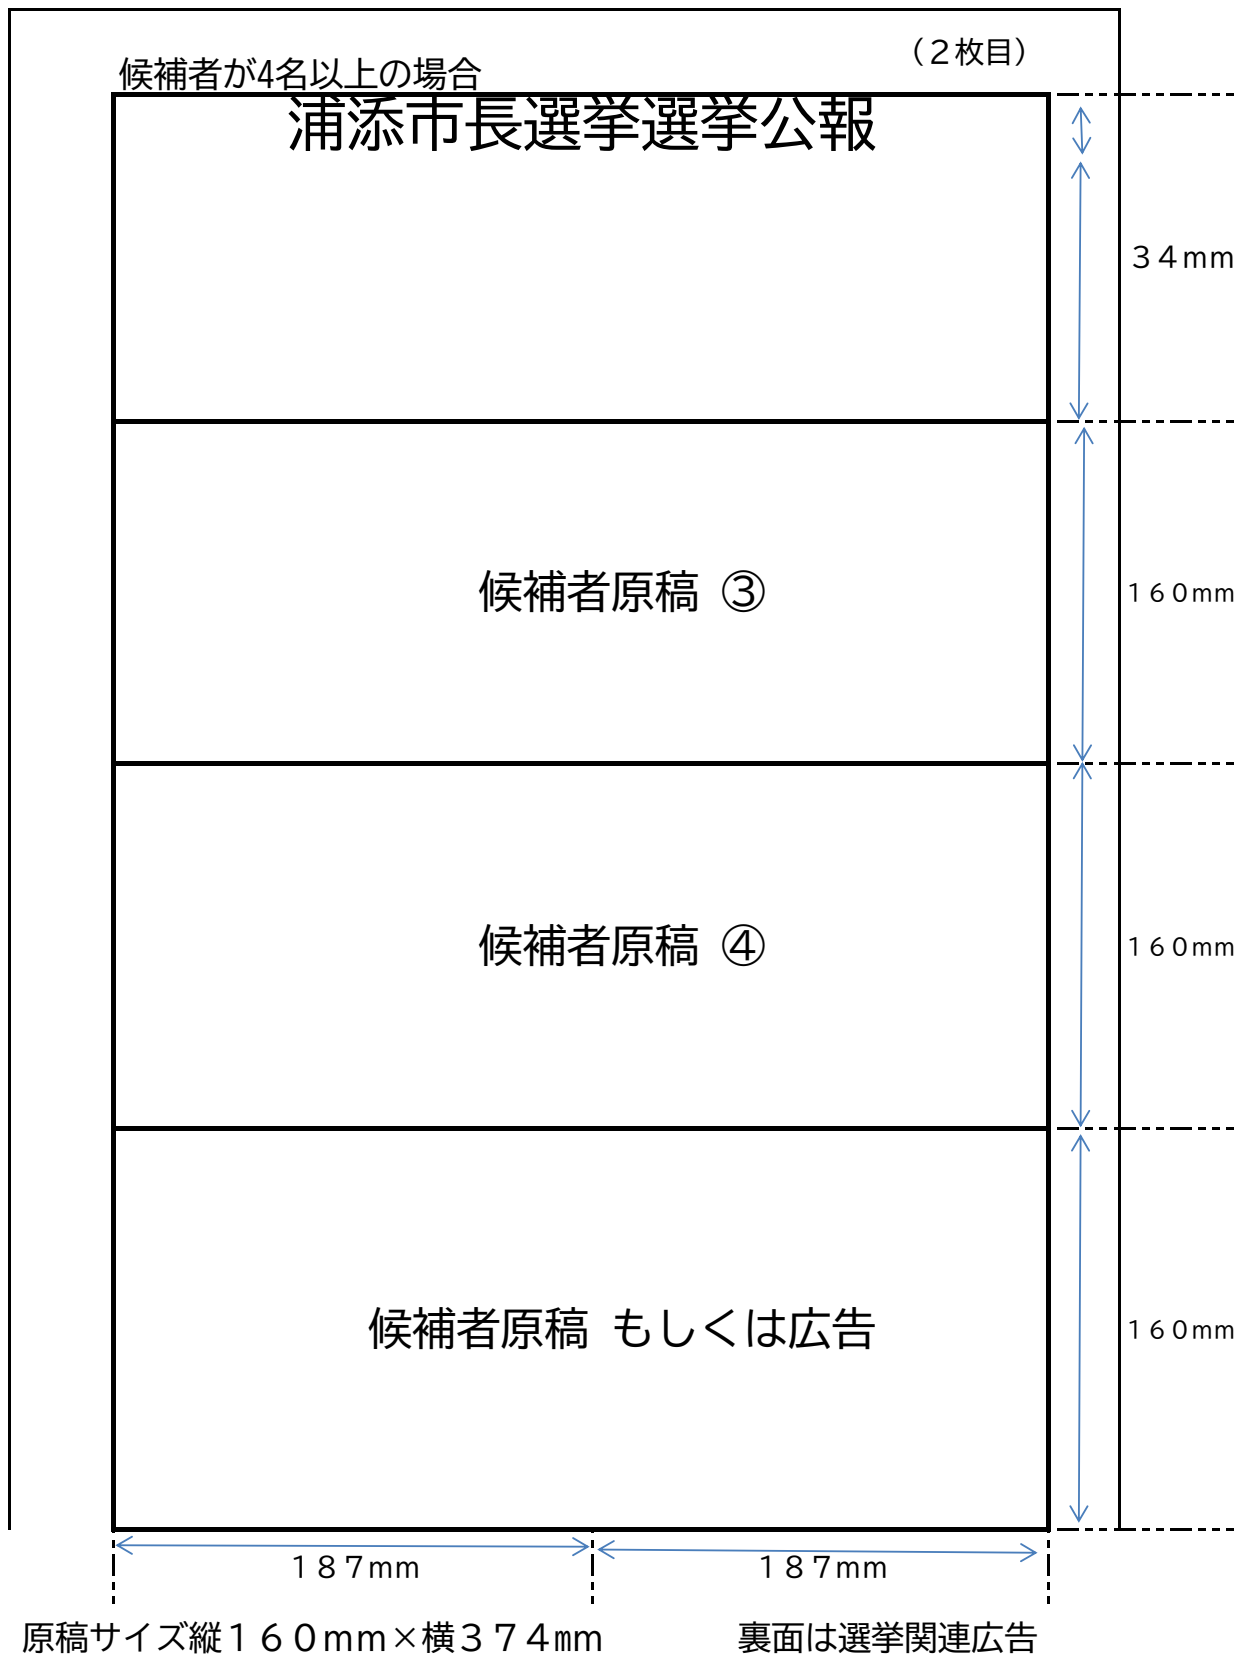 （２枚目）
候補者が4名以上の場合
浦添市長選挙選挙公報
３４mm
候補者原稿 ③
１６０mm
候補者原稿 ④
１６０mm
候補者原稿 もしくは広告
１６０mm
１８７mm １８７mm
原稿サイズ縦１６０mm×横３７４mm 裏面は選挙関連広告